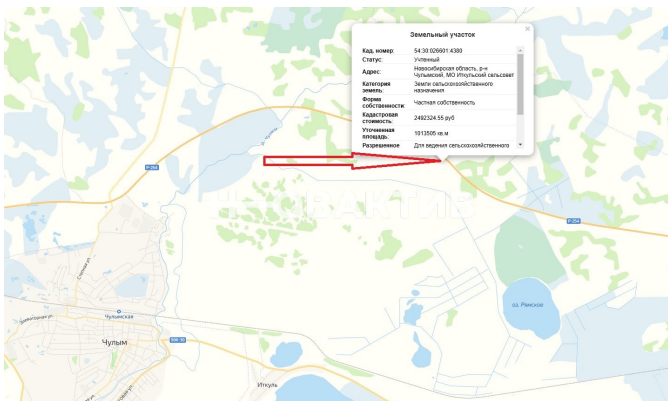 Земельный участок
Кад. номер: 54:30:026601:4380
Статус: Учтенный
Адрес: Новосибирская область, р-н Чулымский, МО Иткульский сельсовет
Категория земель: Земли сельскохозяйственного назначения
Форма собственности: Частная собственность
Кадастровая стоимость: 2492324.55 руб
Уточненная площадь: 1013505 кв.м
Разрешенное Для ведения сельскохозяйственного
Р-254
Р-254
оз. Ржиское
Чулымская
Чулым
Иткуль